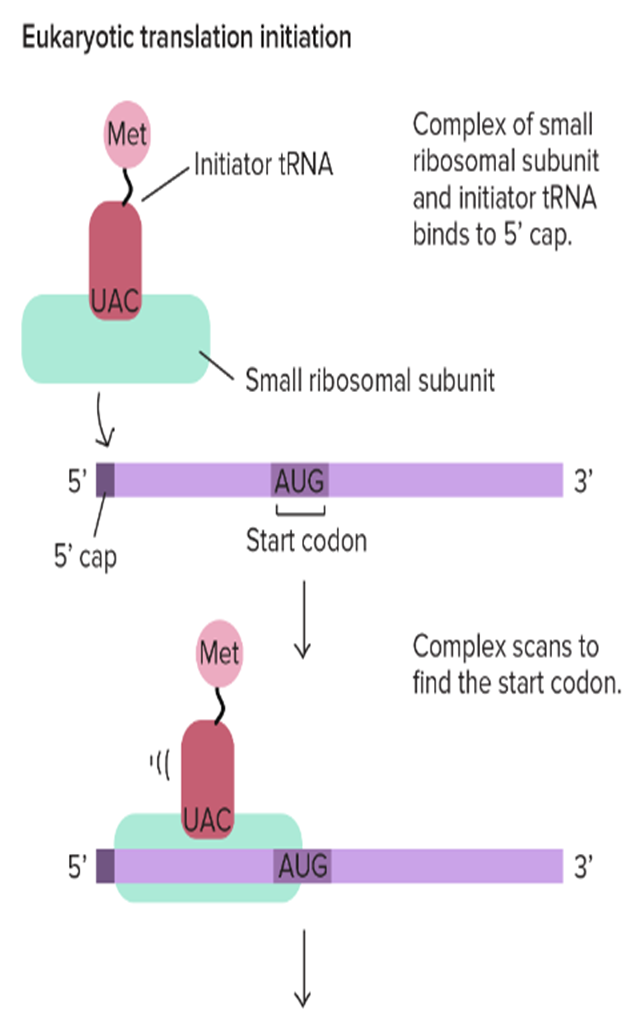 Eukaryotic translation initiation
Met
Initiator tRNA
Complex of small
ribosomal subunit
and initiator tRNA
binds to 5’ cap.
UAC
Small ribosomal subunit
5’ AUG 3’
5’ cap
Start codon
Met
Complex scans to
find the start codon.
UAC
5’ AUG 3’